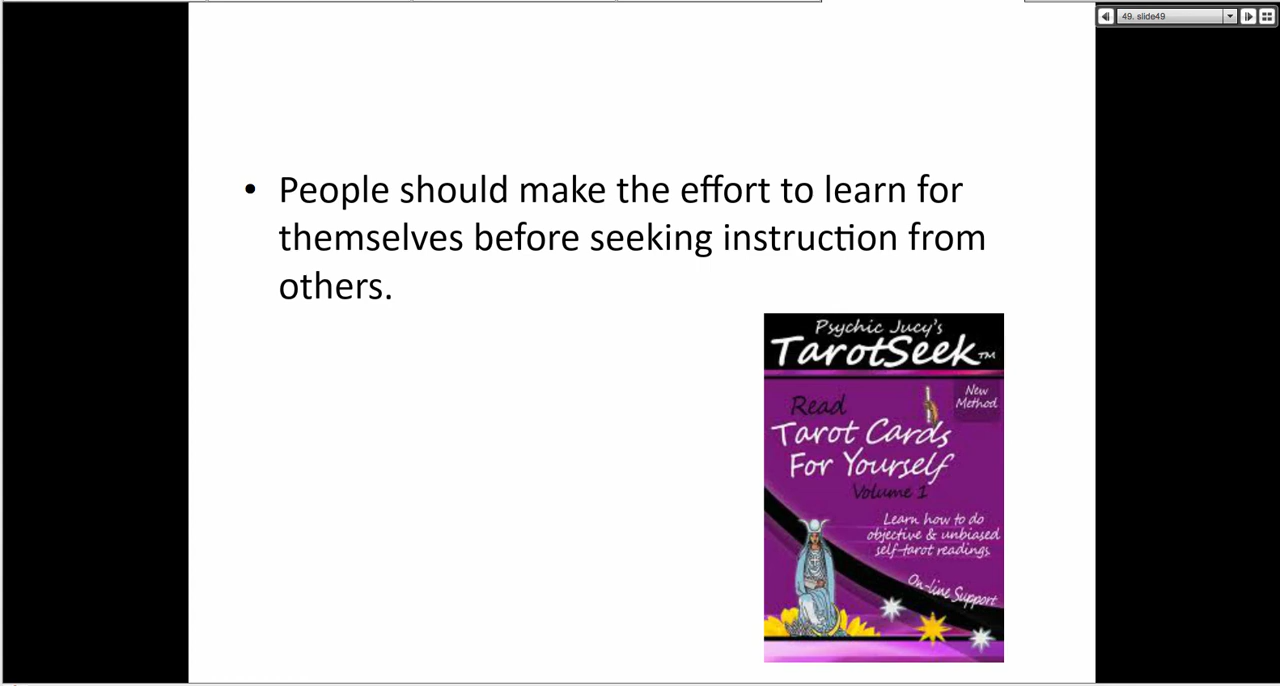 49. slide49
• People should make the effort to learn for
themselves before seeking instruction from
others.
Psychic Jucy's
TarotSeek™
New
Method
Read
Tarot Cards
For Yourself
Volume 1
Learn how to do
objective & unbiased
self-tarot readings
On-line Support